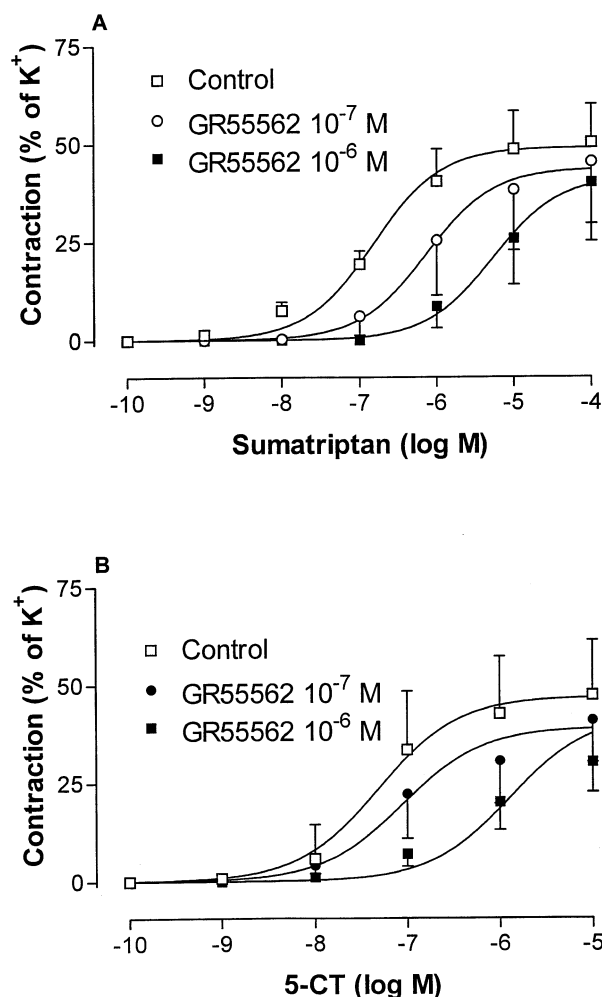 A
75
50
25
0
Contraction (% of K⁺)
Control
GR55562 10⁻⁷ M
GR55562 10⁻⁶ M
-10 -9 -8 -7 -6 -5 -4
Sumatriptan (log M)
B
75
50
25
0
Contraction (% of K⁺)
Control
GR55562 10⁻⁷ M
GR55562 10⁻⁶ M
-10 -9 -8 -7 -6 -5
5-CT (log M)